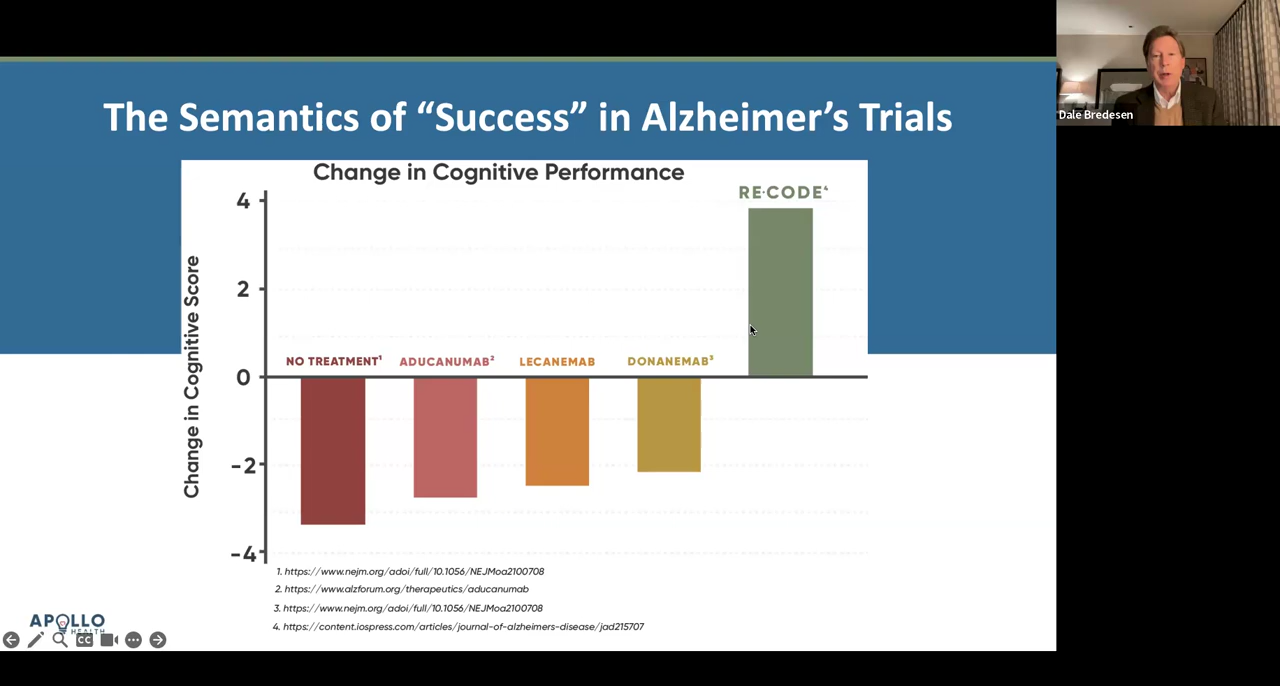 Dale Bredesen
The Semantics of “Success” in Alzheimer’s Trials
Change in Cognitive Performance
Change in Cognitive Score
4
2
0
-2
-4
NO TREATMENT¹
ADUCANUMAB²
LECANEMAB
DONANEMAB³
RE·CODE⁴
1. https://www.nejm.org/adoi/full/10.1056/NEJMoa2100708
2. https://www.alzforum.org/therapeutics/aducanumab
3. https://www.nejm.org/adoi/full/10.1056/NEJMoa2100708
4. https://content.iospress.com/articles/journal-of-alzheimers-disease/jad215707
APOLLO
HEALTH
CC